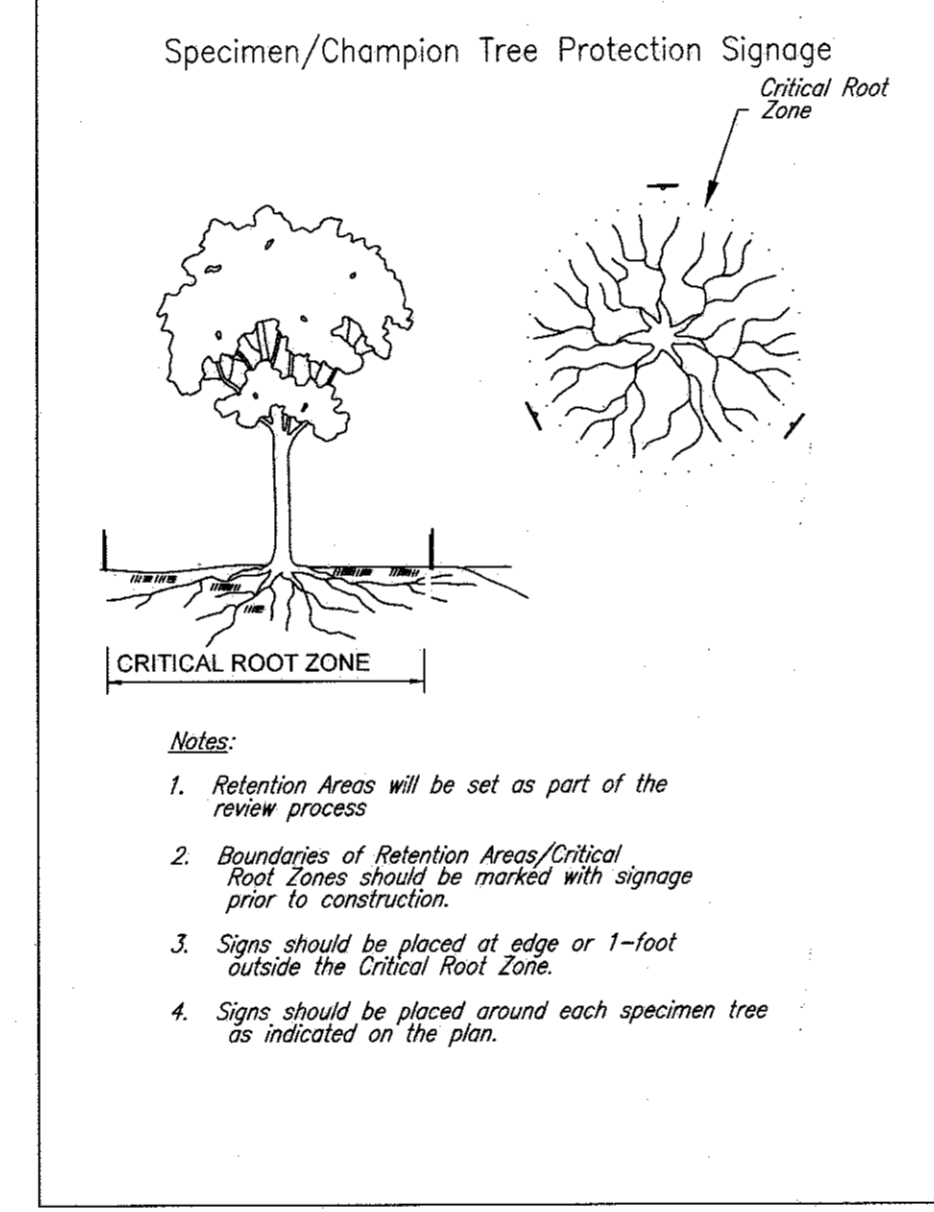 Specimen/Champion Tree Protection Signage
Critical Root
Zone
CRITICAL ROOT ZONE
Notes:
1. Retention Areas will be set as part of the
review process
2. Boundaries of Retention Areas/Critical
Root Zones should be marked with signage
prior to construction.
3. Signs should be placed at edge or 1-foot
outside the Critical Root Zone.
4. Signs should be placed around each specimen tree
as indicated on the plan.